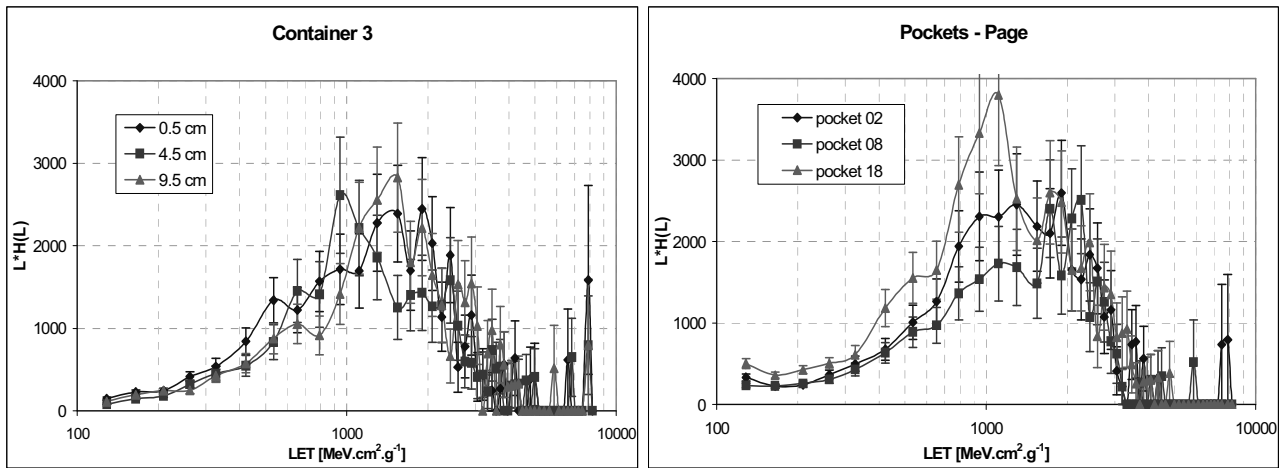 Container 3
4000
3000
2000
1000
0
L*H(L)
0.5 cm
4.5 cm
9.5 cm
100
1000
10000
LET [MeV.cm².g⁻¹]
Pockets - Page
4000
3000
2000
1000
0
L*H(L)
pocket 02
pocket 08
pocket 18
100
1000
10000
LET [MeV.cm².g⁻¹]